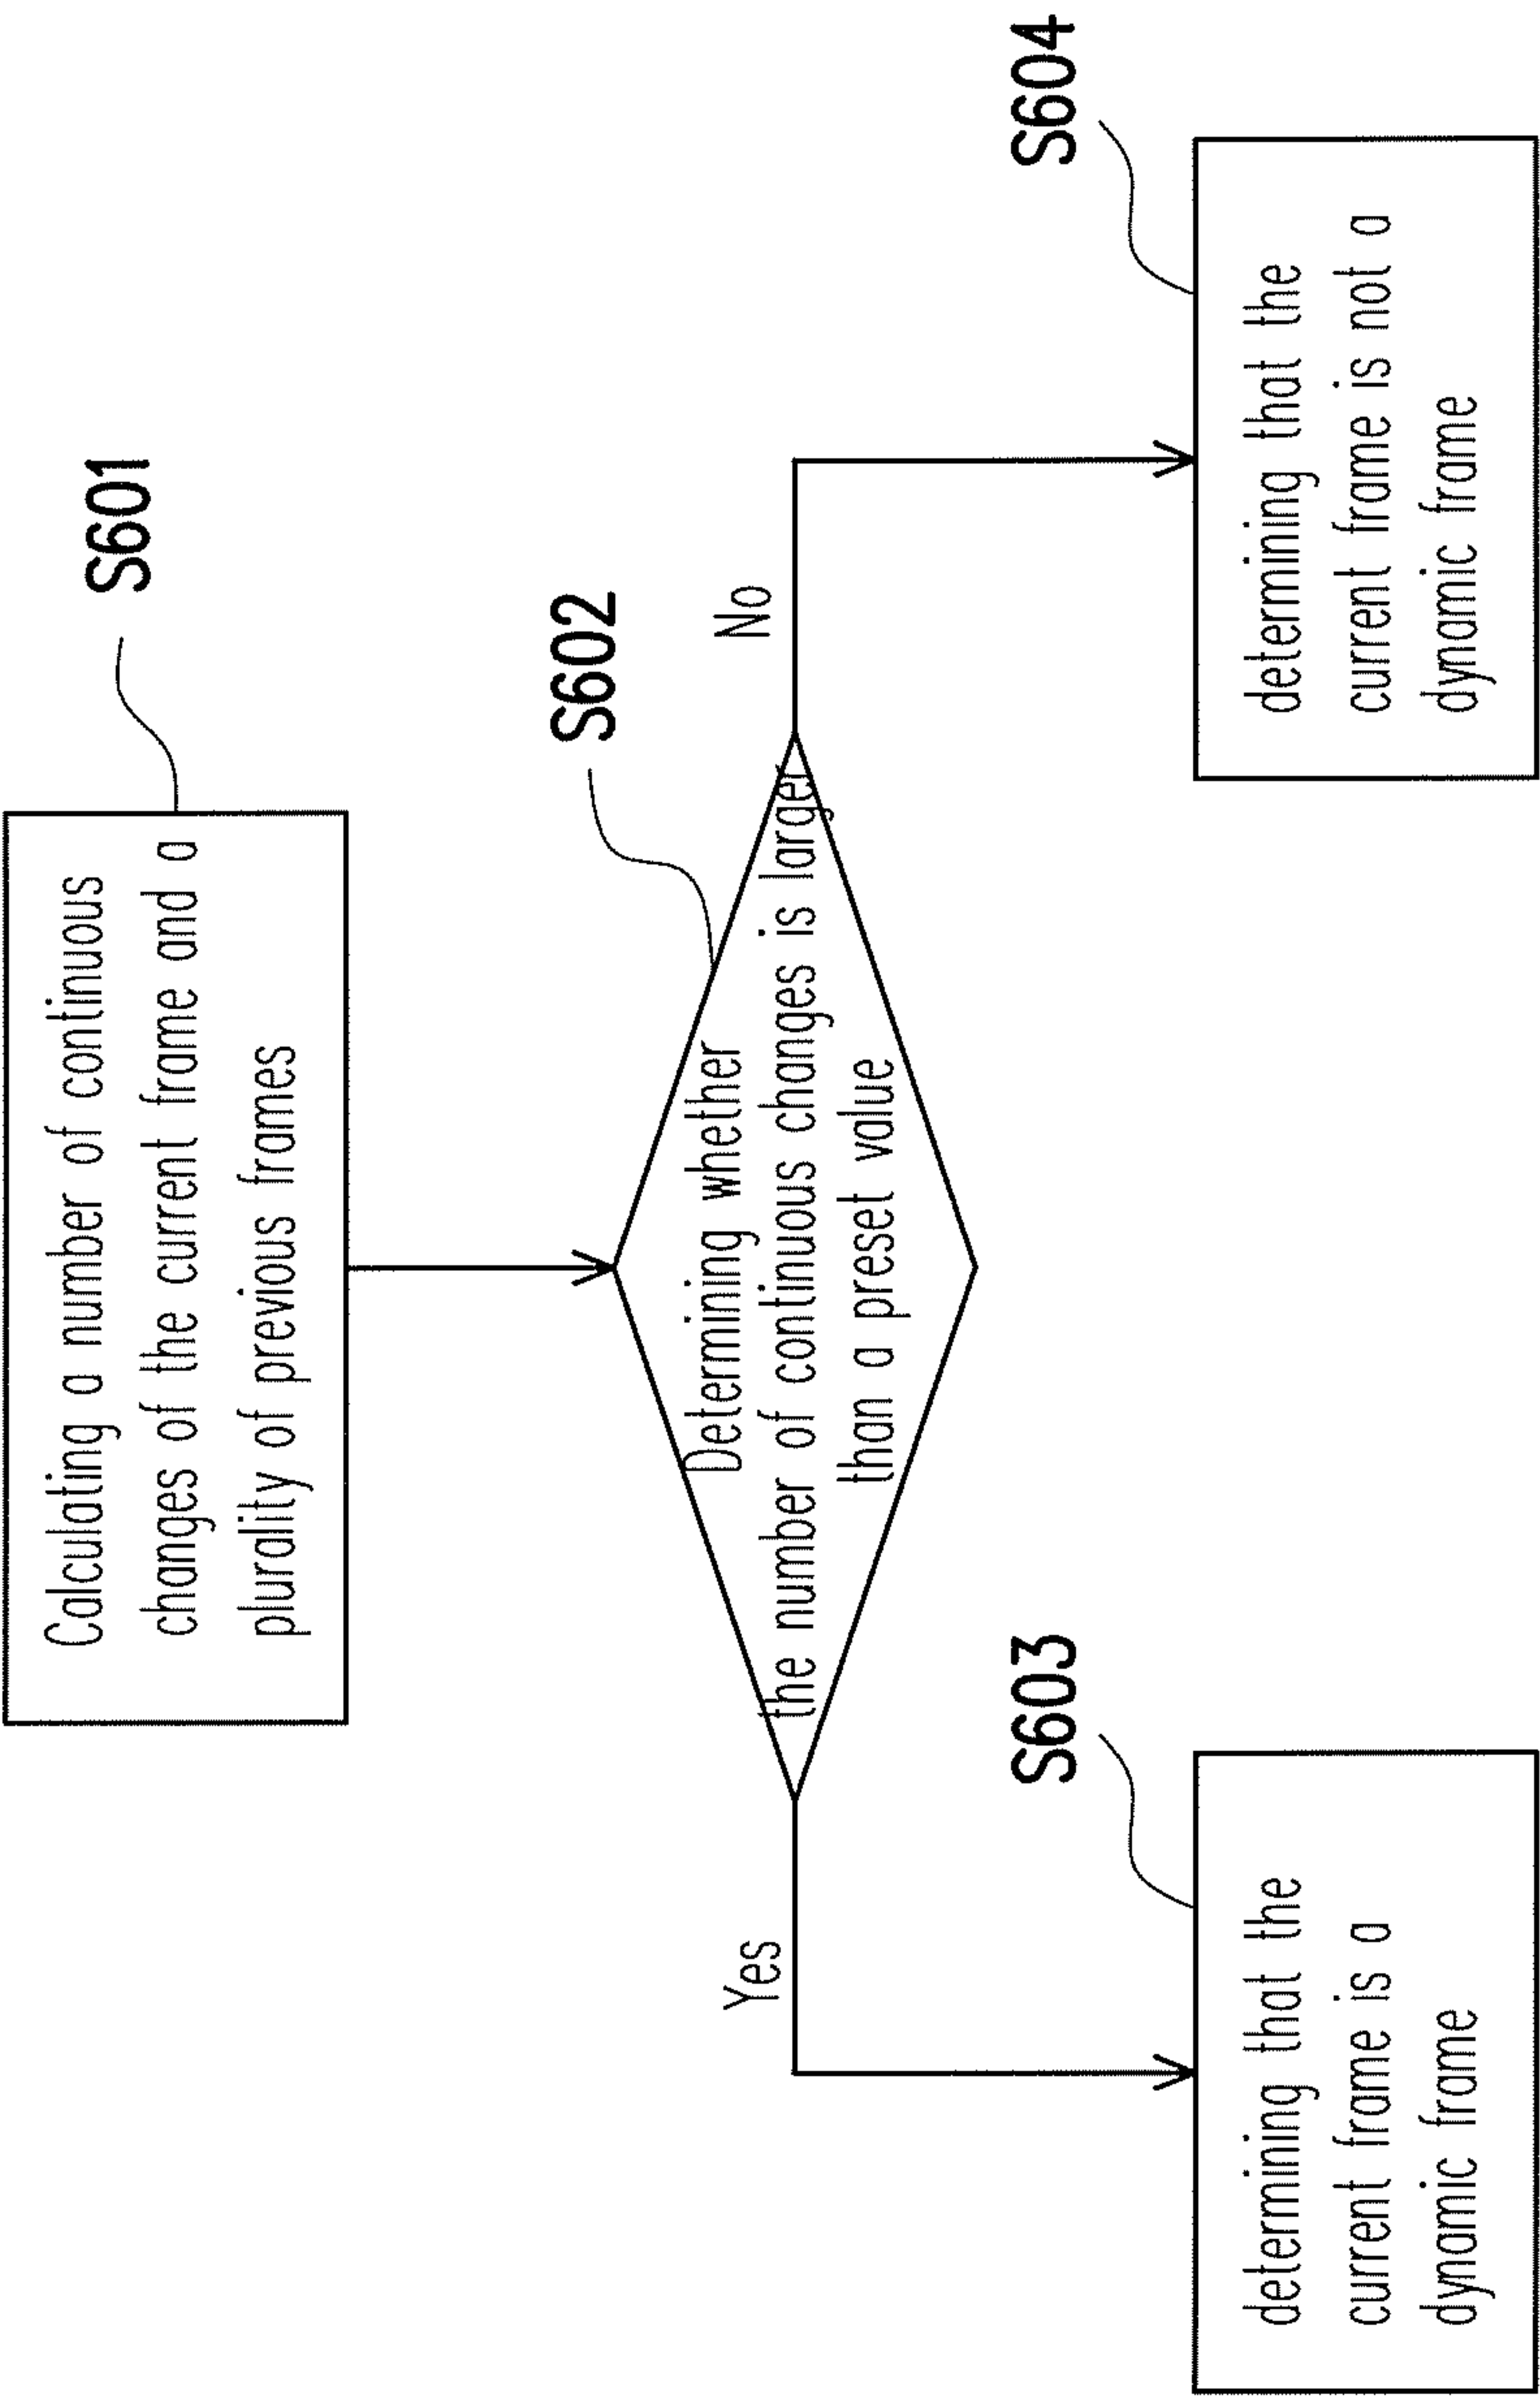 S601
Calculating a number of continuous
changes of the current frame and a
plurality of previous frames
S602
Determining whether
the number of continuous changes is larger
than a preset value
Yes
No
S603
determining that the
current frame is a
dynamic frame
S604
determining that the
current frame is not a
dynamic frame